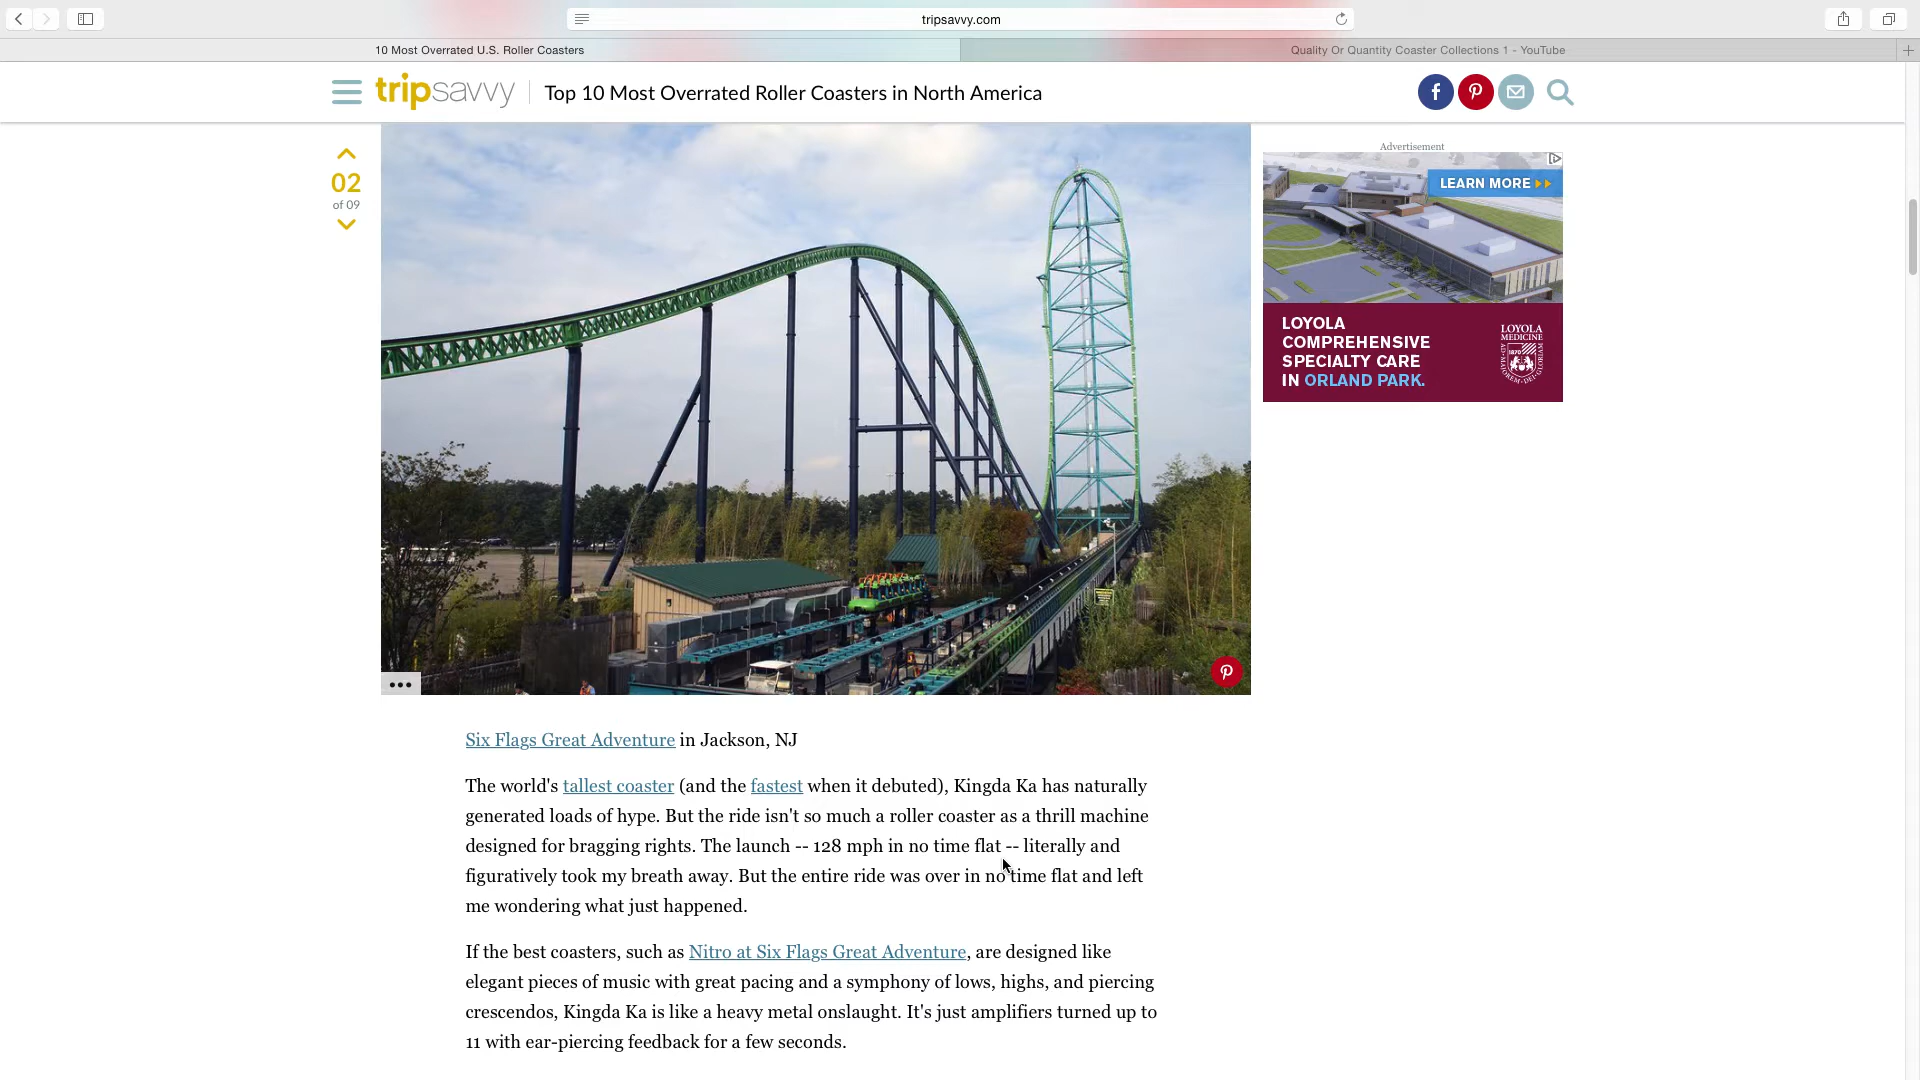 tripsavvy.com
10 Most Overrated U.S. Roller Coasters
Quality Or Quantity Coaster Collections 1 - YouTube
tripsavvy
Top 10 Most Overrated Roller Coasters in North America
02
of 09
Advertisement
LEARN MORE
LOYOLA
COMPREHENSIVE
SPECIALTY CARE
IN ORLAND PARK.
LOYOLA
MEDICINE
Six Flags Great Adventure in Jackson, NJ
The world's tallest coaster (and the fastest when it debuted), Kingda Ka has naturally
generated loads of hype. But the ride isn't so much a roller coaster as a thrill machine
designed for bragging rights. The launch -- 128 mph in no time flat -- literally and
figuratively took my breath away. But the entire ride was over in no time flat and left
me wondering what just happened.
If the best coasters, such as Nitro at Six Flags Great Adventure, are designed like
elegant pieces of music with great pacing and a symphony of lows, highs, and piercing
crescendos, Kingda Ka is like a heavy metal onslaught. It's just amplifiers turned up to
11 with ear-piercing feedback for a few seconds.